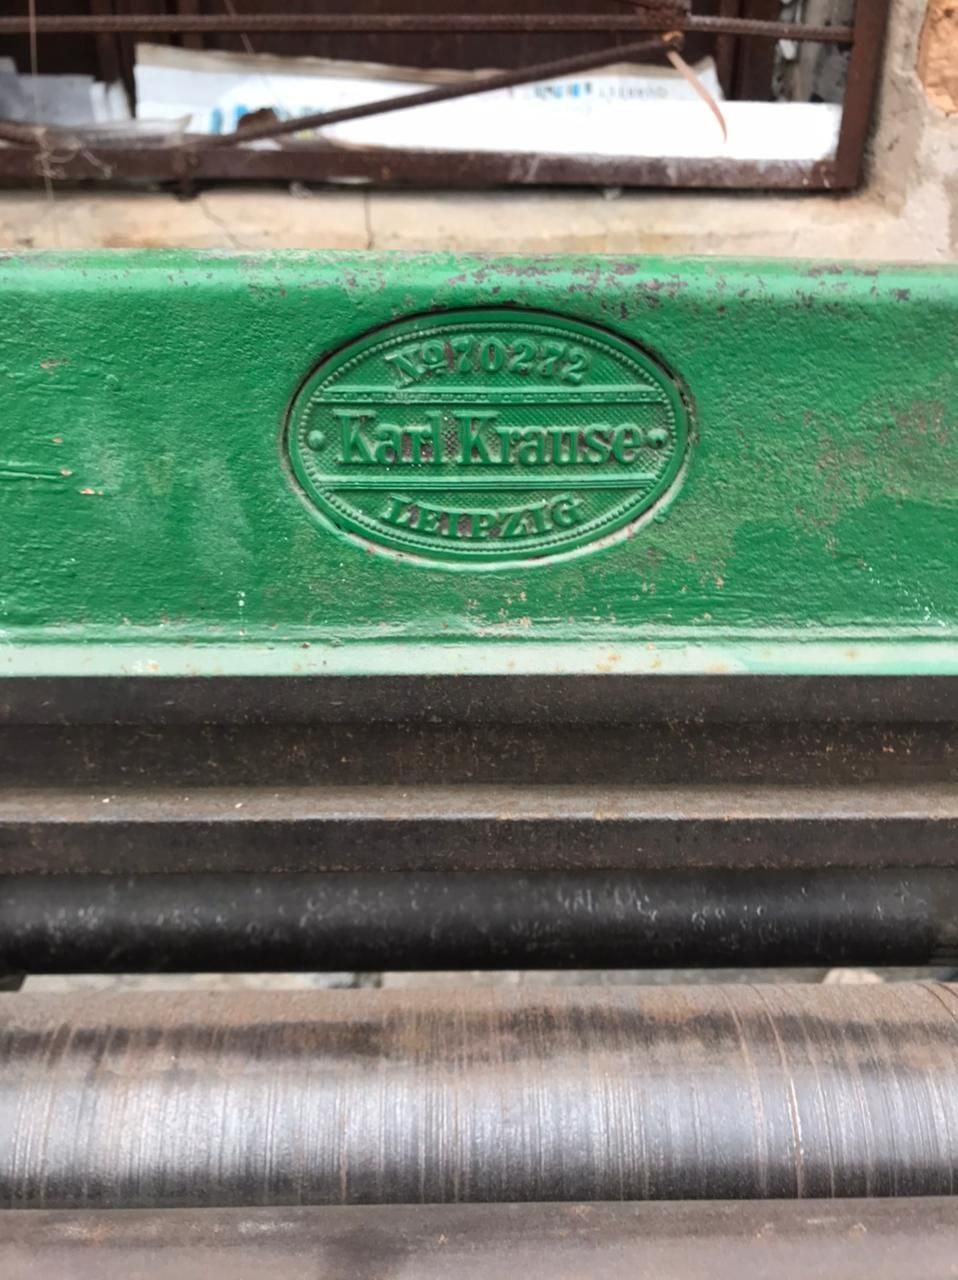 No 70272
Karl Krause
LEIPZIG